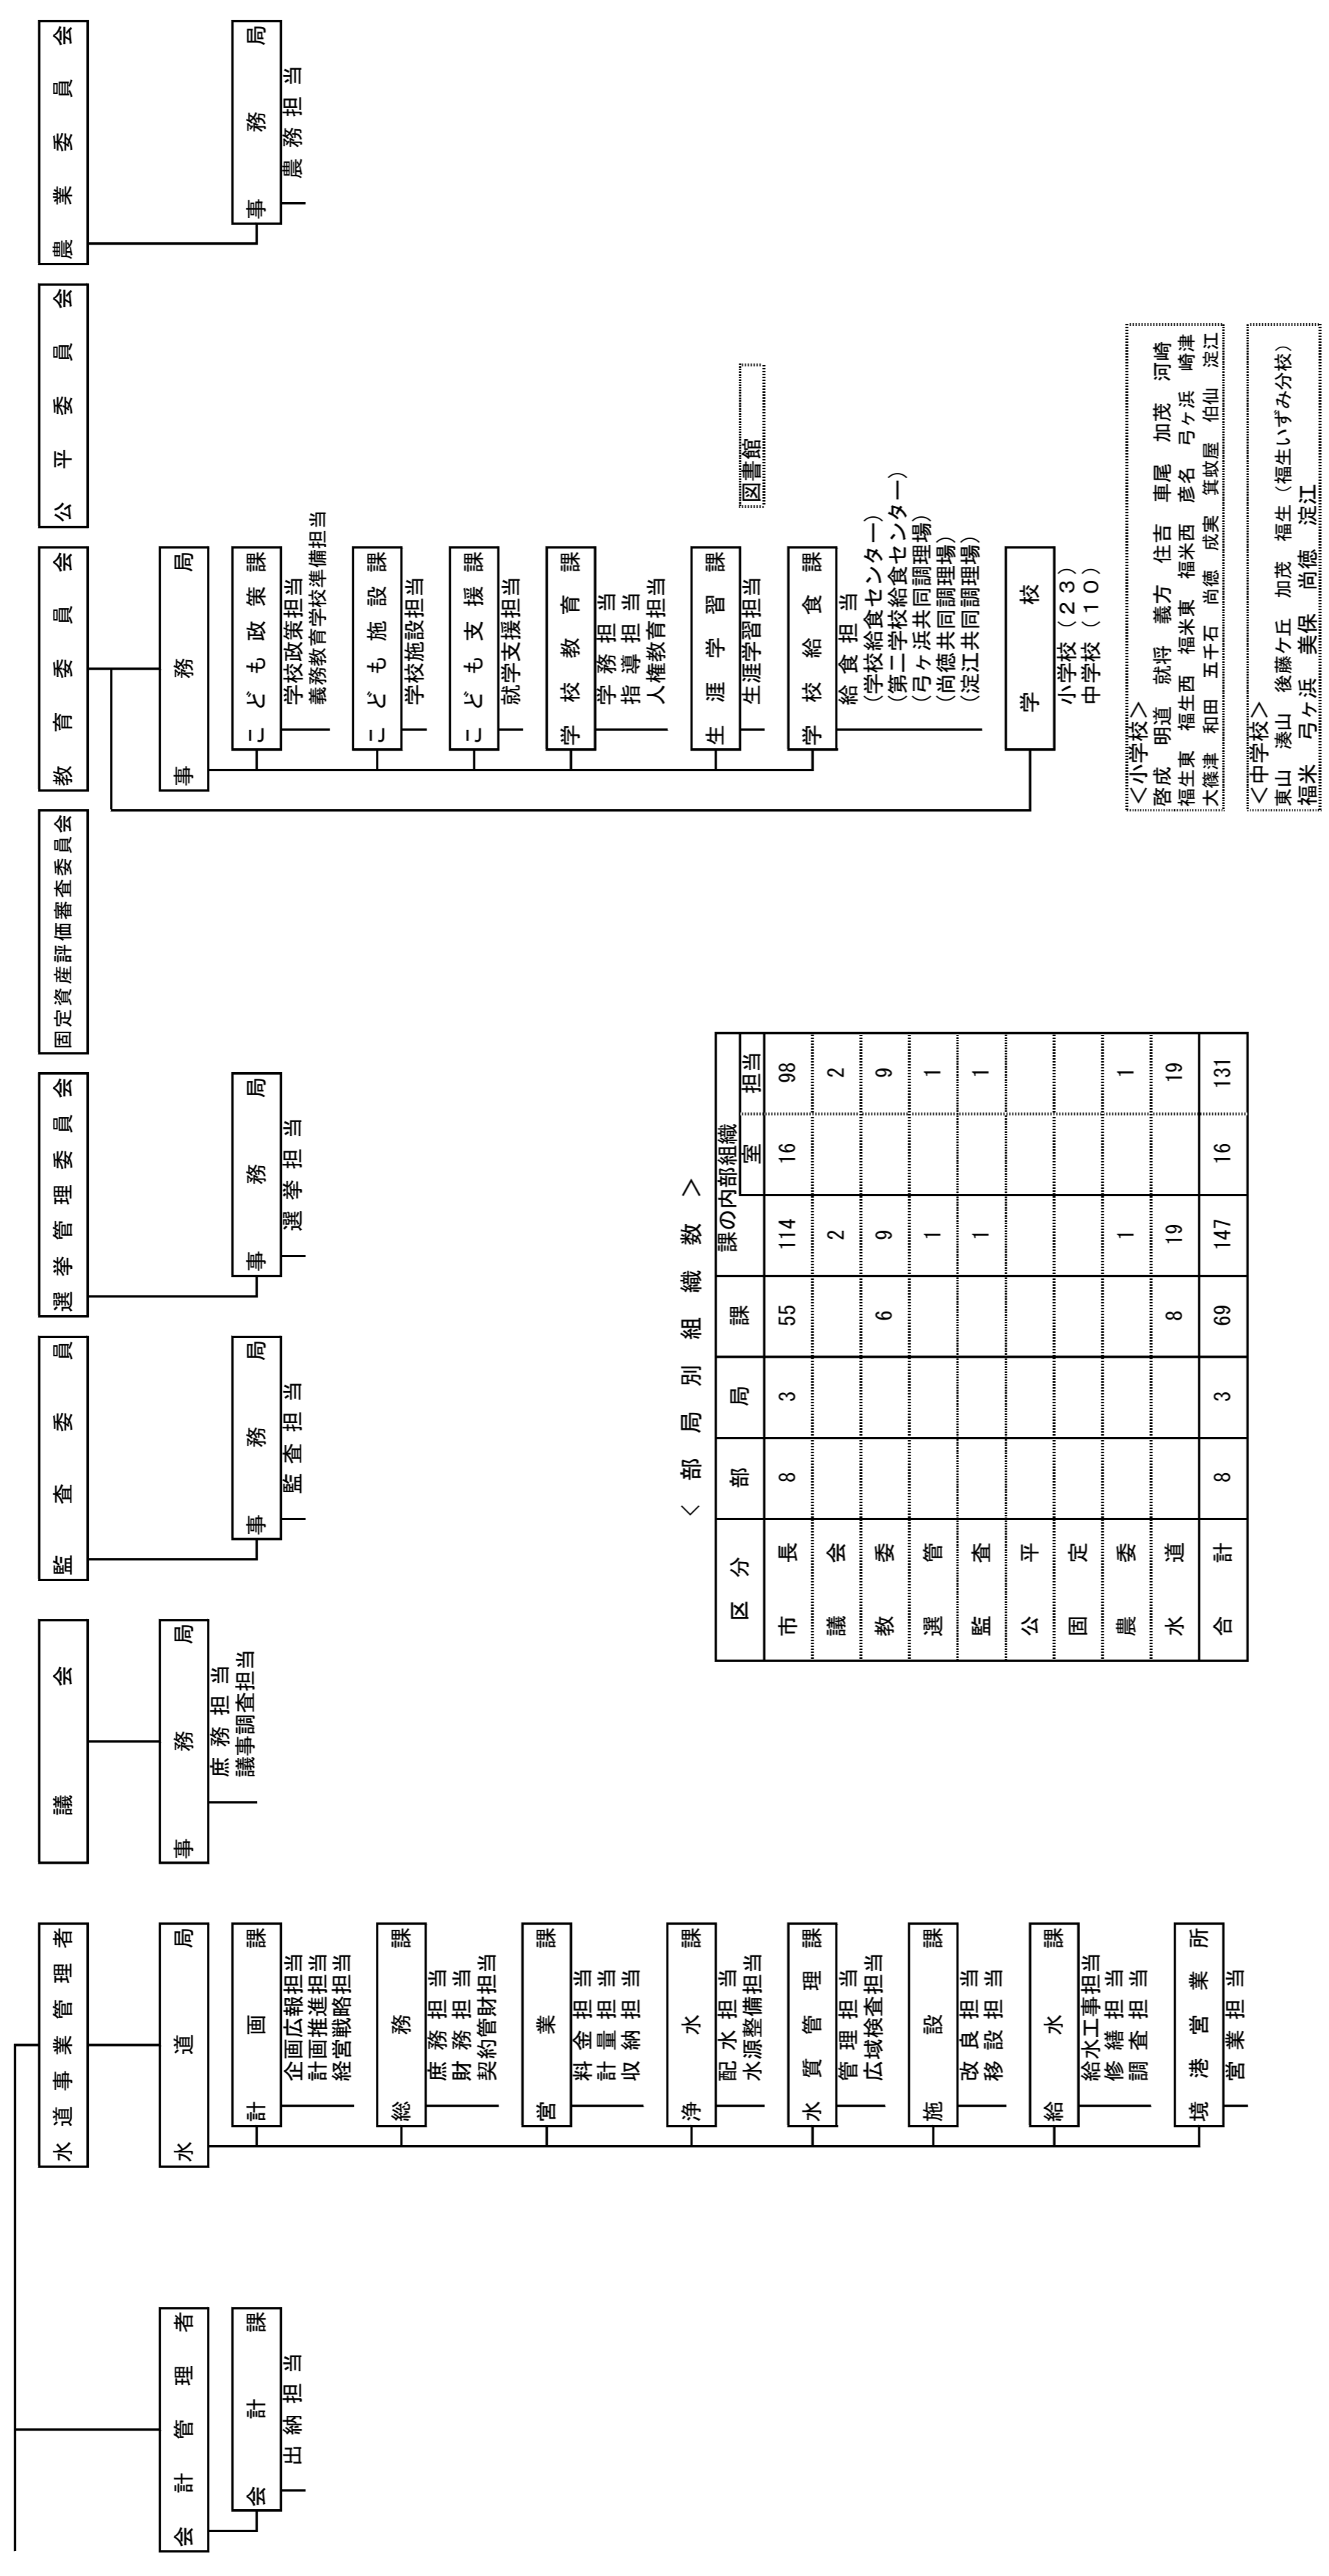 会計管理者
会計課
出納担当
水道事業管理者
水道局
計画課
企画広報担当
計画推進担当
経営戦略担当
総務課
庶務担当
財務担当
契約管財担当
営業課
料金担当
計量担当
収納担当
浄水課
配水担当
水源整備担当
水質管理課
管理担当
広域検査担当
施設課
改良担当
移設担当
給水課
給水工事担当
修繕担当
調査担当
境港営業所
営業担当
議会
事務局
庶務担当
議事調査担当
監査委員
事務局
監査担当
選挙管理委員会
事務局
選挙担当
固定資産評価審査委員会
教育委員会
事務局
こども政策課
学校政策担当
義務教育学校準備担当
こども施設課
学校施設担当
こども支援課
就学支援担当
学校教育課
学務担当
指導担当
人権教育担当
生涯学習課
生涯学習担当
図書館
学校給食課
給食担当
(学校給食センター)
(第二学校給食センター)
(弓ヶ浜共同調理場)
(尚徳共同調理場)
(淀江共同調理場)
学校
小学校(23)
中学校(10)
<小学校>
啓成 明道 就将 義方 住吉 車尾 加茂 河崎
福生東 福生西 福米東 福米西 彦名 弓ヶ浜 崎津
大篠津 和田 五千石 尚徳 成実 箕蚊屋 伯仙 淀江
<中学校>
東山 湊山 後藤ケ丘 加茂 福生(福生いずみ分校)
福米 弓ケ浜 美保 尚徳 淀江
公平委員会
農業委員会
事務局
農務担当
<部局別組織数>
区分 部 局 課 課の内部組織
室 担当
市長 8 3 55 114 16 98
議会 2 2
教委 6 9 9
選管 1 1
監査 1 1
公平
固定
農委 1 1
水道 8 19 19
合計 8 3 69 147 16 131